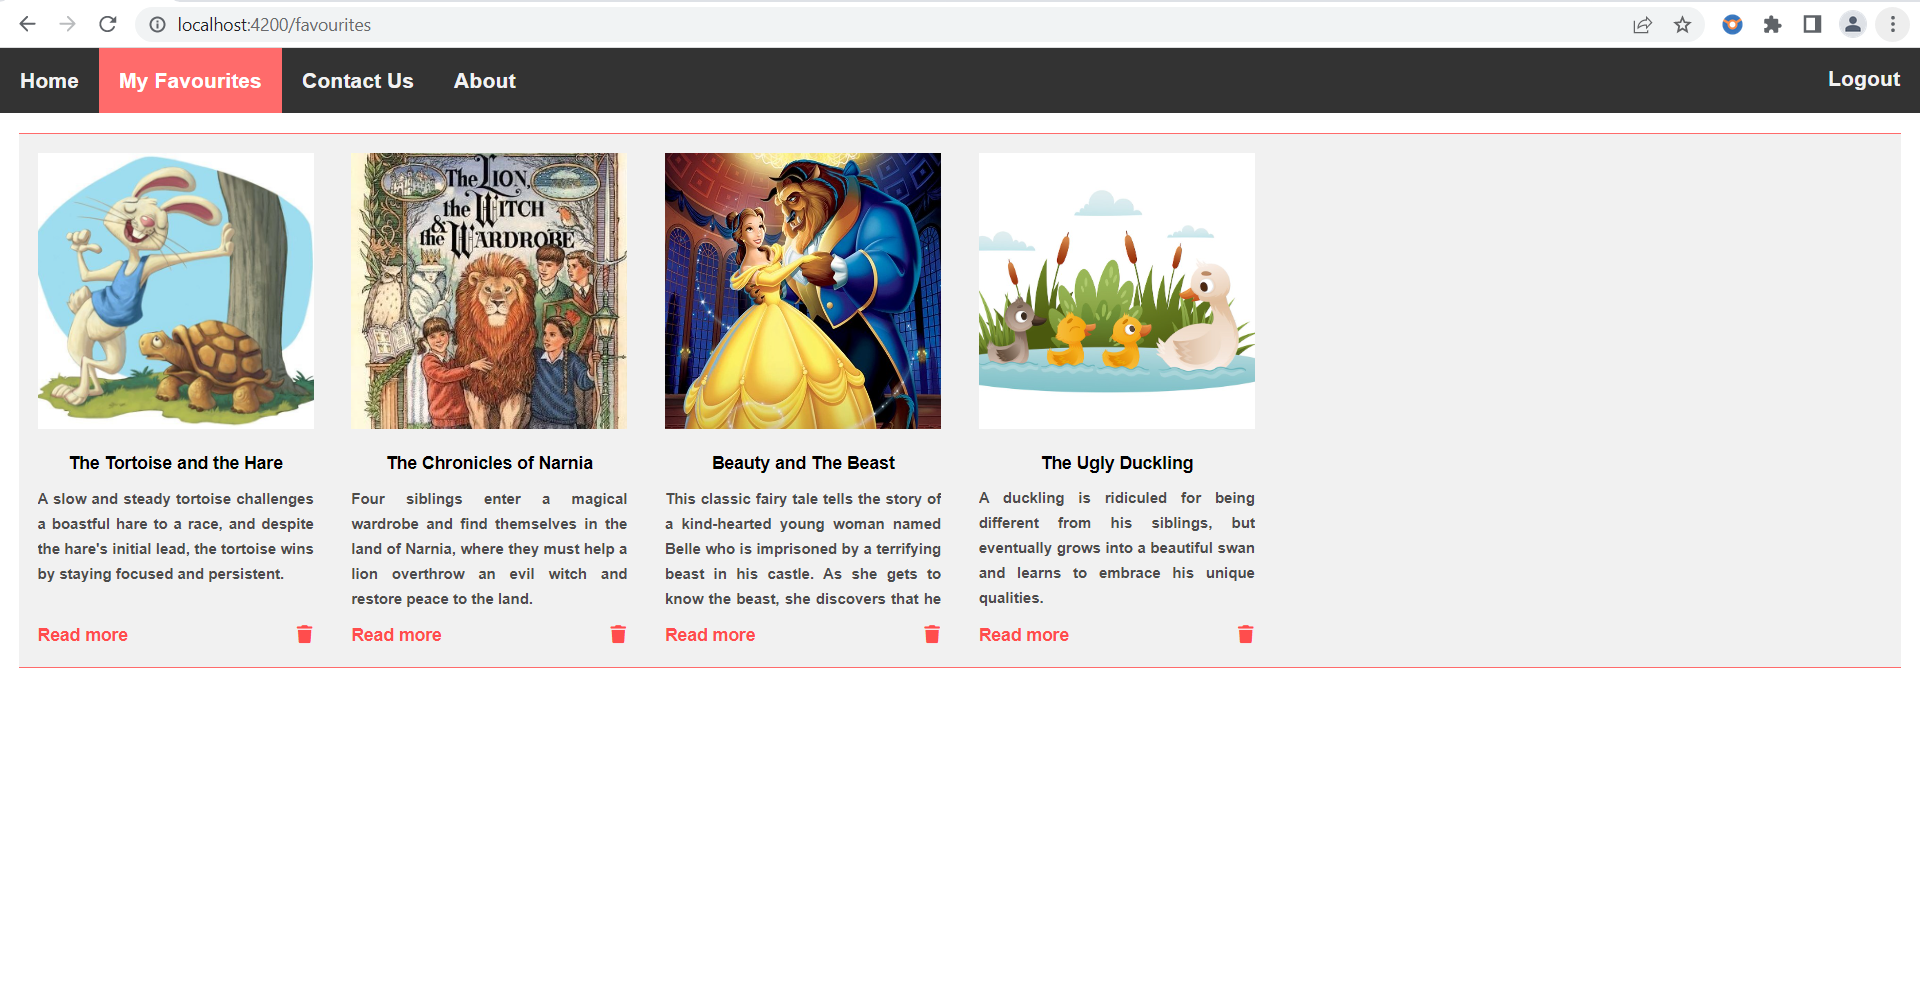 localhost:4200/favourites
Home My Favourites Contact Us About Logout
The LION,
the WITCH
&
the WARDROBE
The Tortoise and the Hare
A slow and steady tortoise challenges
a boastful hare to a race, and despite
the hare's initial lead, the tortoise wins
by staying focused and persistent.
Read more
The Chronicles of Narnia
Four siblings enter a magical
wardrobe and find themselves in the
land of Narnia, where they must help a
lion overthrow an evil witch and
restore peace to the land.
Read more
Beauty and The Beast
This classic fairy tale tells the story of
a kind-hearted young woman named
Belle who is imprisoned by a terrifying
beast in his castle. As she gets to
know the beast, she discovers that he
Read more
The Ugly Duckling
A duckling is ridiculed for being
different from his siblings, but
eventually grows into a beautiful swan
and learns to embrace his unique
qualities.
Read more